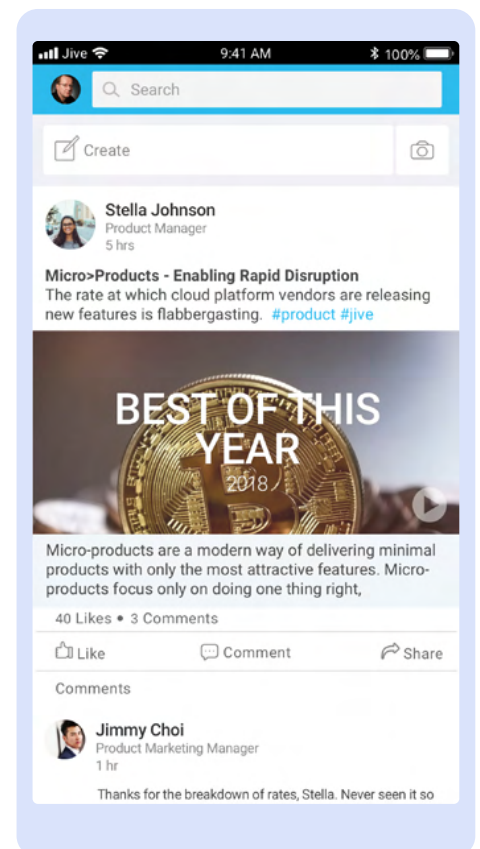 Jive 9:41 AM 100%
Search
Create
Stella Johnson
Product Manager
5 hrs
Micro>Products - Enabling Rapid Disruption
The rate at which cloud platform vendors are releasing
new features is flabbergasting. #product #jive
BEST OF THIS
YEAR
2018
Micro-products are a modern way of delivering minimal
products with only the most attractive features. Micro-
products focus only on doing one thing right,
40 Likes • 3 Comments
Like Comment Share
Comments
Jimmy Choi
Product Marketing Manager
1 hr
Thanks for the breakdown of rates, Stella. Never seen it so